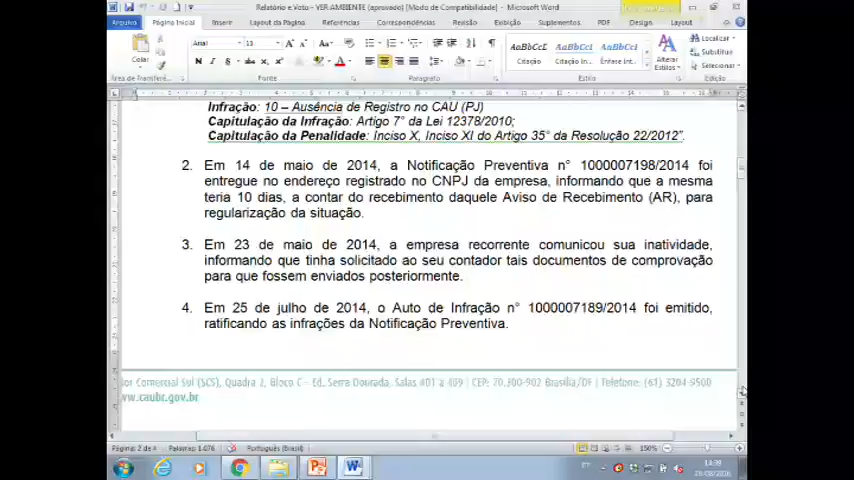 Relatório e Voto - VER AMBIENTE (aprovado) [Modo de Compatibilidade] - Microsoft Word
Arquivo Página Inicial Inserir Layout da Página Referências Correspondências Revisão Exibição Suplementos PDF Design Layout
Colar
Arial
AaBbCcE AaBbCcI AaBbCcI
Citação Citação In... Ênfase Int...
Alterar Estilos
Localizar
Substituir
Selecionar
Área de Transfer... Fonte Parágrafo Estilo Edição
Infração: 10 – Ausência de Registro no CAU (PJ)
Capitulação da Infração: Artigo 7° da Lei 12378/2010;
Capitulação da Penalidade: Inciso X, Inciso XI do Artigo 35° da Resolução 22/2012”.
2. Em 14 de maio de 2014, a Notificação Preventiva n° 1000007198/2014 foi
entregue no endereço registrado no CNPJ da empresa, informando que a mesma
teria 10 dias, a contar do recebimento daquele Aviso de Recebimento (AR), para
regularização da situação.
3. Em 23 de maio de 2014, a empresa recorrente comunicou sua inatividade,
informando que tinha solicitado ao seu contador tais documentos de comprovação
para que fossem enviados posteriormente.
4. Em 25 de julho de 2014, o Auto de Infração n° 1000007189/2014 foi emitido,
ratificando as infrações da Notificação Preventiva.
tor Comercial Sul (SCS), Quadra 2, Bloco C – Ed. Serra Dourada, Salas 401 a 409 | CEP: 70.300-902 Brasília/DF | Telefone: (61) 3204-9500
ww.caubr.gov.br
Página: 2 de 4 Palavras: 1.076 Português (Brasil) 150%
PT 14:39